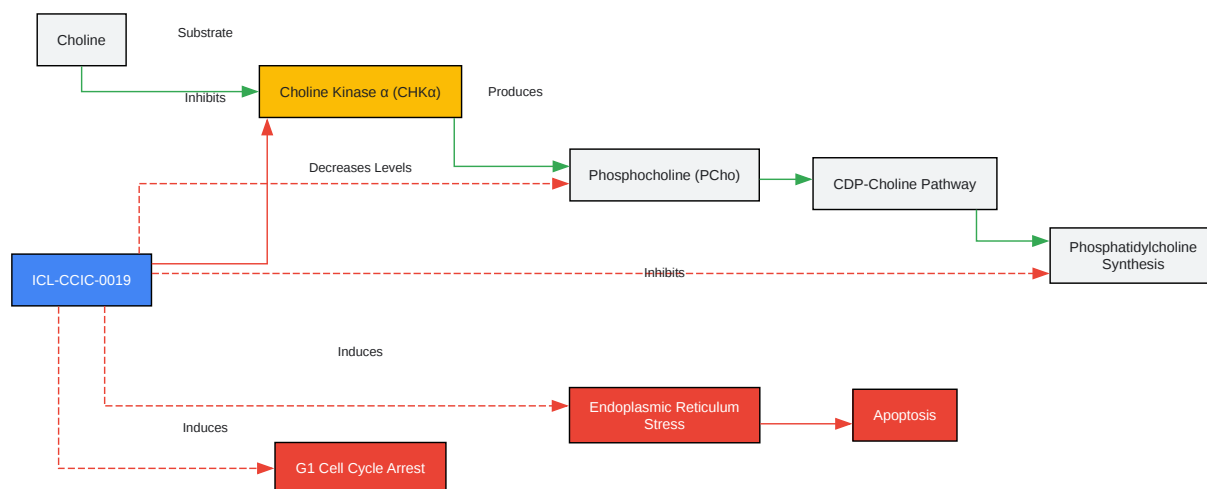 Choline
Substrate
Inhibits
Choline Kinase α (CHKα)
Produces
Decreases Levels
Phosphocholine (PCho)
CDP-Choline Pathway
Phosphatidylcholine
Synthesis
ICL-CCIC-0019
Inhibits
Induces
Endoplasmic Reticulum
Stress
Apoptosis
Induces
G1 Cell Cycle Arrest